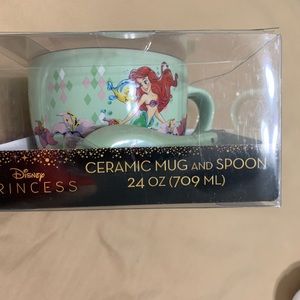 Disney
PRINCESS
CERAMIC MUG AND SPOON
24 OZ (709 ML)